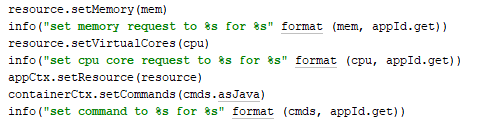 resource.setMemory(mem)
info("set memory request to %s for %s" format (mem, appId.get))
resource.setVirtualCores(cpu)
info("set cpu core request to %s for %s" format (cpu, appId.get))
appCtx.setResource(resource)
containerCtx.setCommands(cmds.asJava)
info("set command to %s for %s" format (cmds, appId.get))